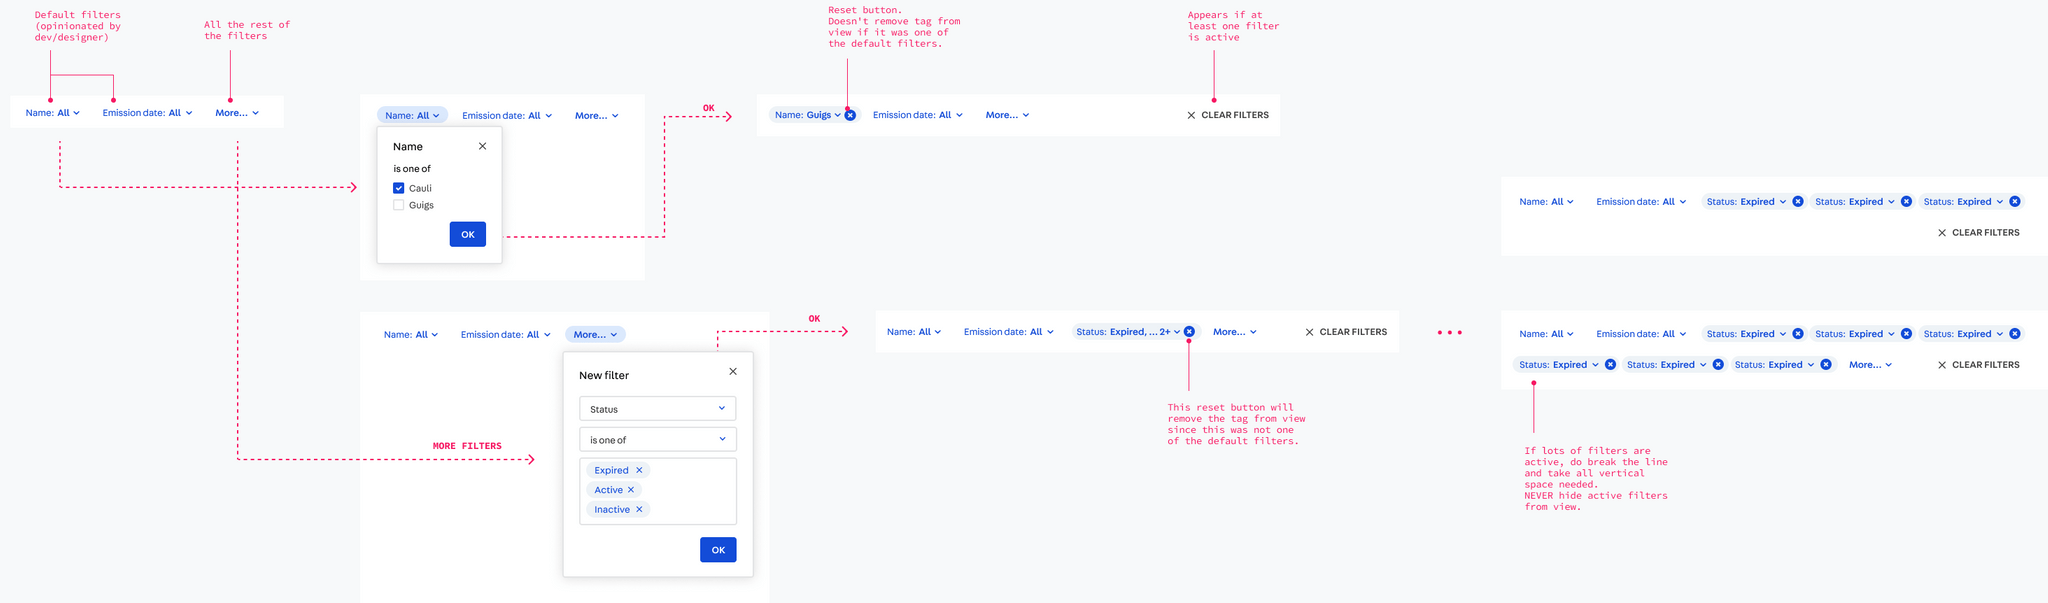 Default filters
(opinionated by
dev/designer)
All the rest of
the filters
Name: All
Emission date: All
More...
Name: All
Emission date: All
More...
Name
is one of
Cauli
Guigs
OK
OK
Reset button.
Doesn't remove tag from
view if it was one of
the default filters.
Appears if at
least one filter
is active
Name: Guigs
Emission date: All
More...
CLEAR FILTERS
MORE FILTERS
Name: All
Emission date: All
More...
New filter
Status
is one of
Expired
Active
Inactive
OK
OK
Name: All
Emission date: All
Status: Expired, ... 2+
More...
CLEAR FILTERS
This reset button will
remove the tag from view
since this was not one
of the default filters.
Name: All
Emission date: All
Status: Expired
Status: Expired
Status: Expired
CLEAR FILTERS
Name: All
Emission date: All
Status: Expired
Status: Expired
Status: Expired
Status: Expired
Status: Expired
Status: Expired
More...
CLEAR FILTERS
If lots of filters are
active, do break the line
and take all vertical
space needed.
NEVER hide active filters
from view.